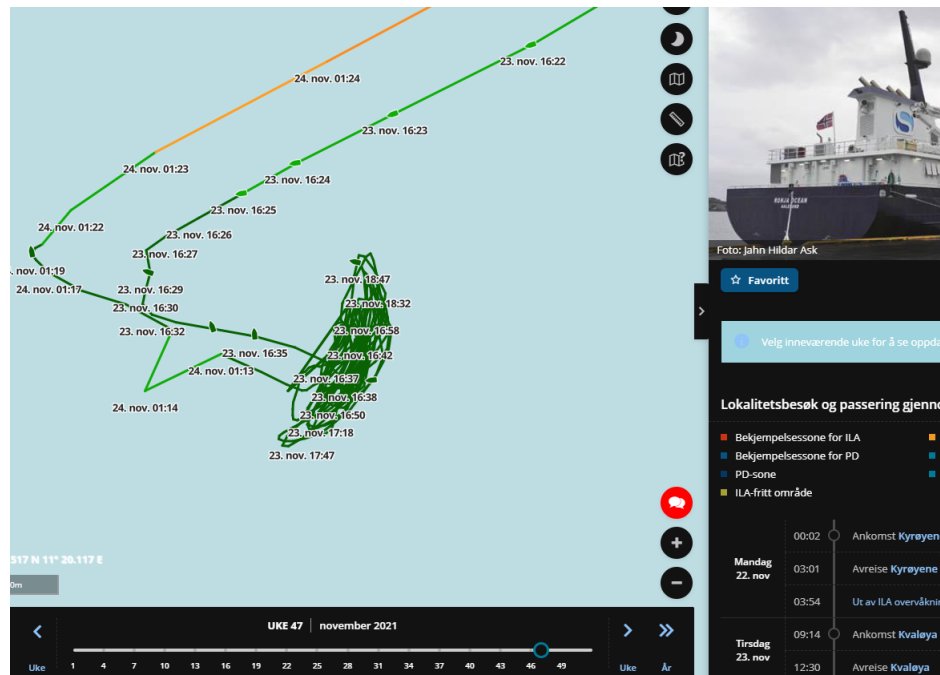 23. nov. 16:22
24. nov. 01:24
23. nov. 16:23
24. nov. 01:23
23. nov. 16:24
23. nov. 16:25
24. nov. 01:22
23. nov. 16:26
23. nov. 16:27
nov. 01:19
24. nov. 01:17
23. nov. 16:29
23. nov. 18:47
23. nov. 16:30
23. nov. 18:32
23. nov. 16:32
23. nov. 16:58
23. nov. 16:35
23. nov. 16:42
24. nov. 01:13
23. nov. 16:37
23. nov. 16:38
24. nov. 01:14
23. nov. 16:50
23. nov. 17:18
23. nov. 17:47
517 N 11° 20.117 E
0m
UKE 47 | november 2021
Uke
1 4 7 10 13 16 19 22 25 28 31 34 37 40 43 46 49
Uke
År
RONJA OCEAN
Foto: Jahn Hildar Ask
Favoritt
Velg inneværende uke for å se oppda
Lokalitetsbesøk og passering gjenno
Bekjempelsessone for ILA
Bekjempelsessone for PD
PD-sone
ILA-fritt område
Mandag
22. nov
00:02 Ankomst Kyrøyene
03:01 Avreise Kyrøyene
03:54 Ut av ILA overvåknin
Tirsdag
23. nov
09:14 Ankomst Kvaløya
12:30 Avreise Kvaløya